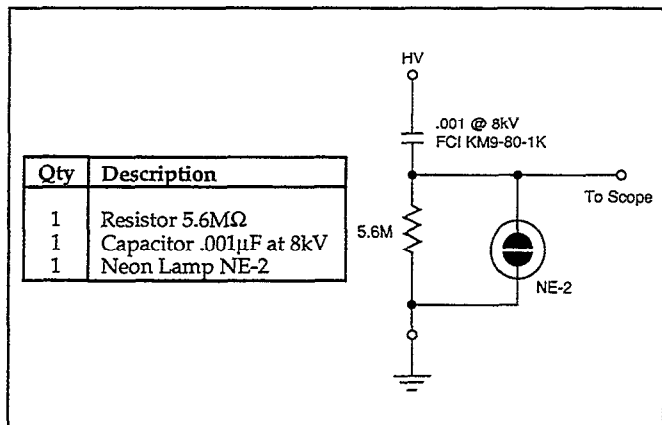 HV
.001 @ 8kV
FCI KM9-80-1K
To Scope
5.6M
NE-2
Qty Description
1 Resistor 5.6MΩ
1 Capacitor .001µF at 8kV
1 Neon Lamp NE-2